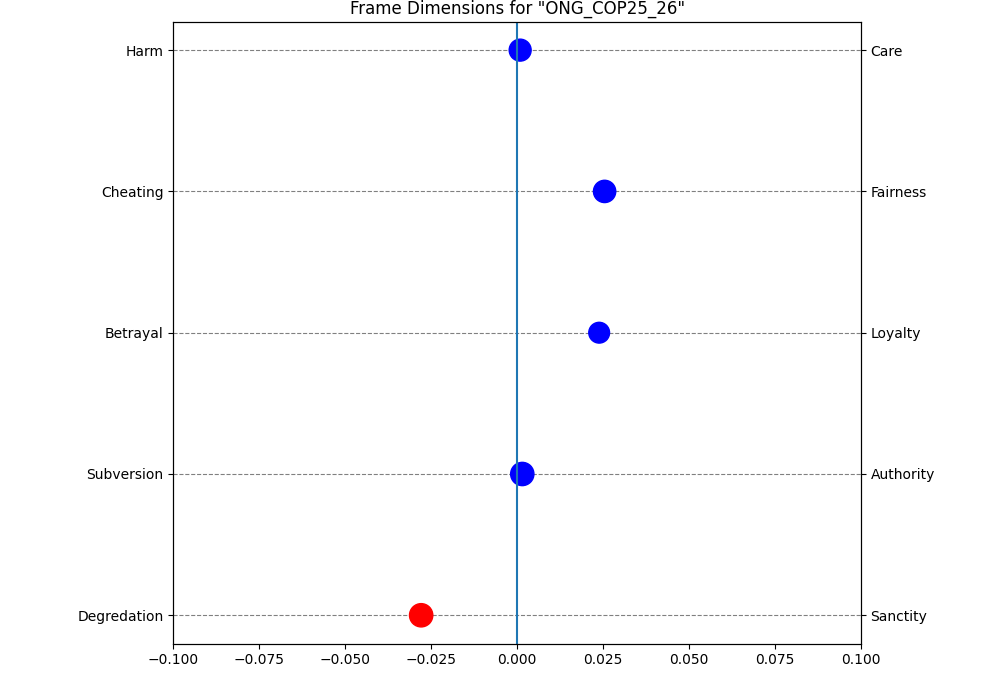 Frame Dimensions for "ONG_COP25_26"
Harm
Care
Cheating
Fairness
Betrayal
Loyalty
Subversion
Authority
Degredation
Sanctity
−0.100 −0.075 −0.050 −0.025 0.000 0.025 0.050 0.075 0.100